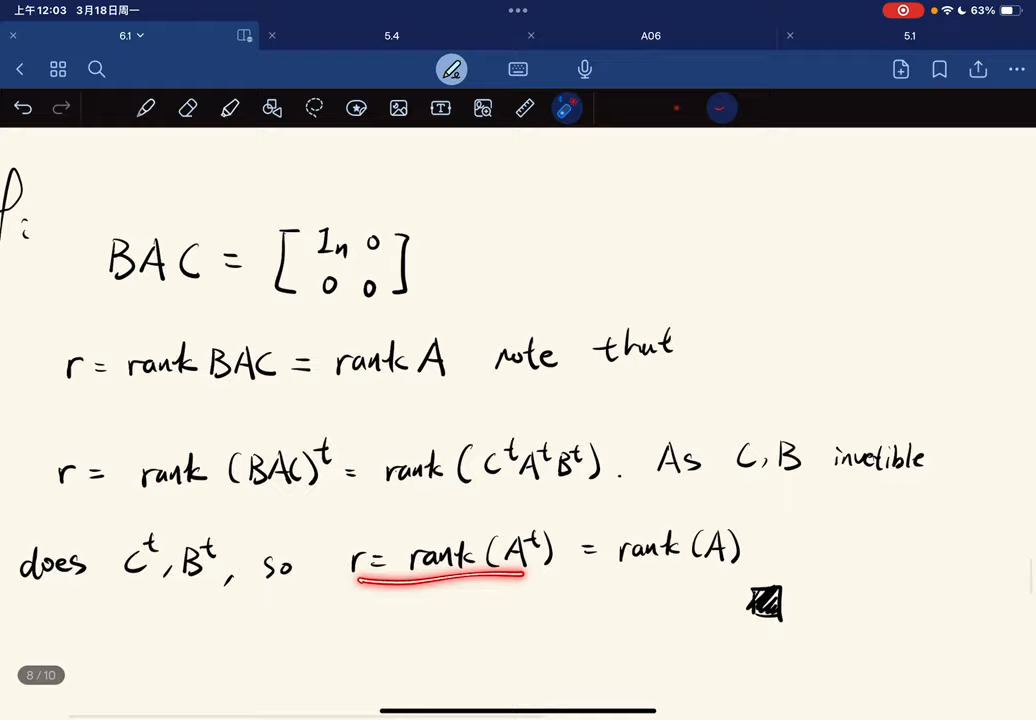 上午12:03 3月18日周一
63%
6.1
5.4
A06
5.1
P:
BAC = [ In 0
0 0 ]
r = rank BAC = rank A note that
r = rank (BAC)^t = rank (C^t A^t B^t). As C, B invetible
does C^t, B^t, so r = rank (A^t) = rank (A)
8 / 10